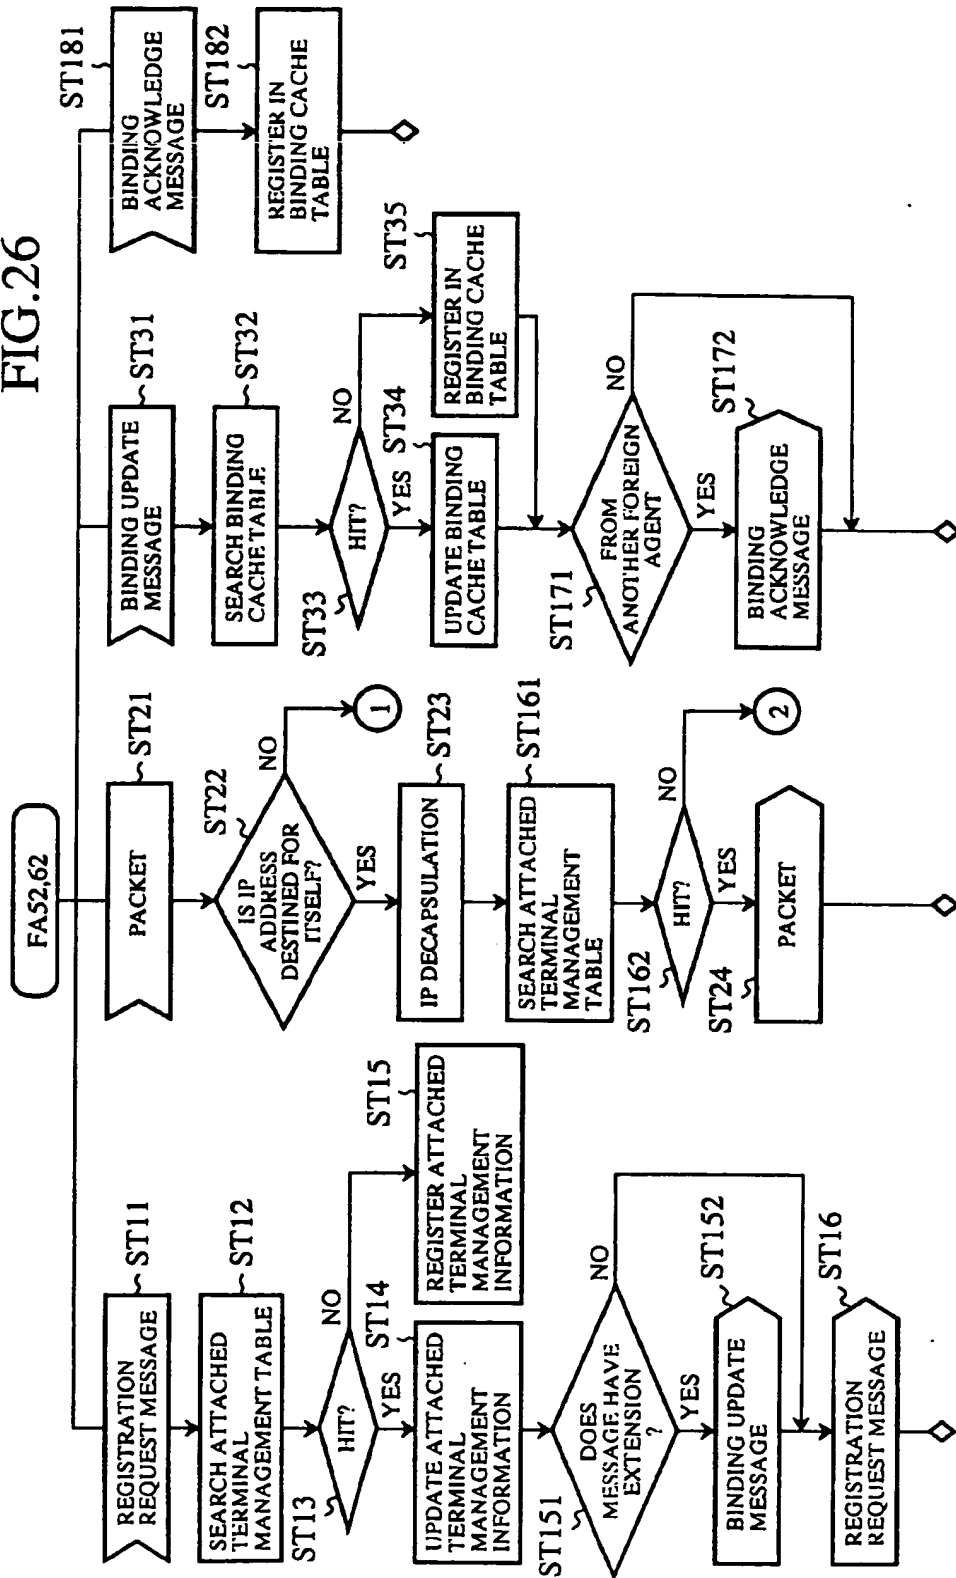 FIG.26
FA52,62
REGISTRATION
REQUEST MESSAGE
ST11
SEARCH ATTACHED
TERMINAL
MANAGEMENT TABLE
ST12
HIT?
ST13
NO
YES
UPDATE ATTACHED
TERMINAL
MANAGEMENT
INFORMATION
ST14
REGISTER ATTACHED
TERMINAL
MANAGEMENT
INFORMATION
ST15
DOES
MESSAGE HAVE
EXTENSION
?
ST151
NO
YES
BINDING UPDATE
MESSAGE
ST152
REGISTRATION
REQUEST MESSAGE
ST16
PACKET
ST21
IS IP
ADDRESS
DESTINED FOR
ITSELF?
ST22
NO
1
YES
IP DECAPSULATION
ST23
SEARCH ATTACHED
TERMINAL
MANAGEMENT
TABLE
ST161
HIT?
ST162
NO
2
YES
PACKET
ST24
BINDING UPDATE
MESSAGE
ST31
SEARCH BINDING
CACHE TABLE
ST32
HIT?
ST33
NO
YES
UPDATE BINDING
CACHE TABLE
ST34
REGISTER IN
BINDING CACHE
TABLE
ST35
FROM
ANOTHER FOREIGN
AGENT
ST171
NO
YES
BINDING
ACKNOWLEDGE
MESSAGE
ST172
BINDING
ACKNOWLEDGE
MESSAGE
ST181
REGISTER IN
BINDING CACHE
TABLE
ST182